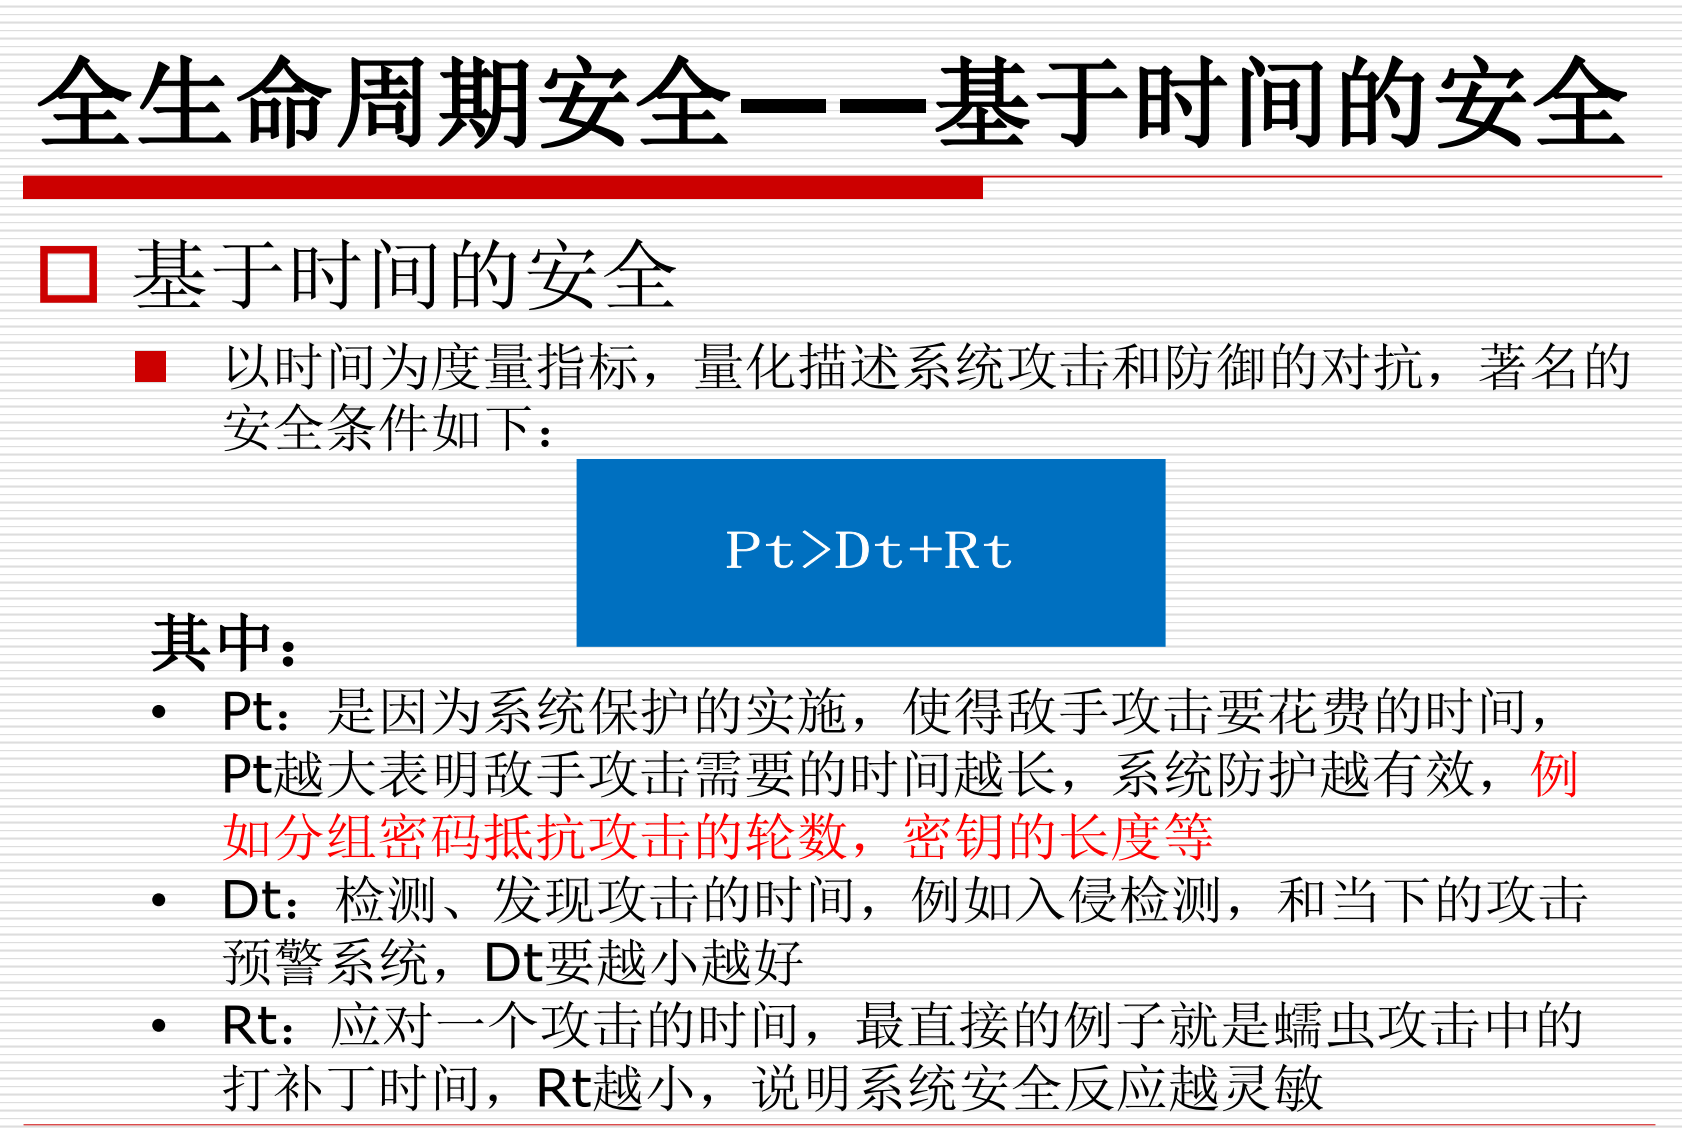 全生命周期安全——基于时间的安全
基于时间的安全
以时间为度量指标，量化描述系统攻击和防御的对抗，著名的
安全条件如下：
Pt>Dt+Rt
其中：
• Pt：是因为系统保护的实施，使得敌手攻击要花费的时间，
Pt越大表明敌手攻击需要的时间越长，系统防护越有效，例
如分组密码抵抗攻击的轮数，密钥的长度等
• Dt：检测、发现攻击的时间，例如入侵检测，和当下的攻击
预警系统，Dt要越小越好
• Rt：应对一个攻击的时间，最直接的例子就是蠕虫攻击中的
打补丁时间，Rt越小，说明系统安全反应越灵敏